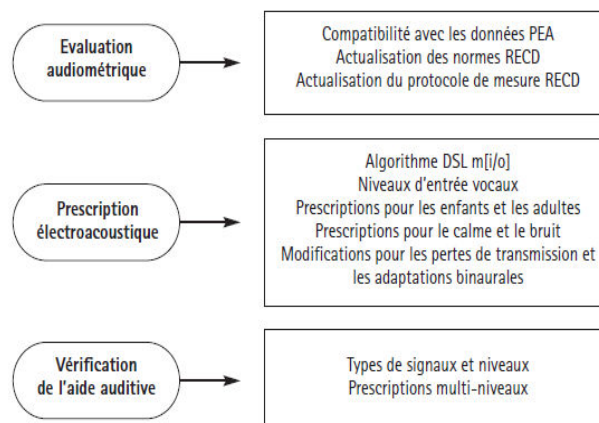 Evaluation
audiométrique
Compatibilité avec les données PEA
Actualisation des normes RECD
Actualisation du protocole de mesure RECD
Prescription
électroacoustique
Algorithme DSL m[i/o]
Niveaux d'entrée vocaux
Prescriptions pour les enfants et les adultes
Prescriptions pour le calme et le bruit
Modifications pour les pertes de transmission et
les adaptations binaurales
Vérification
de l'aide auditive
Types de signaux et niveaux
Prescriptions multi-niveaux